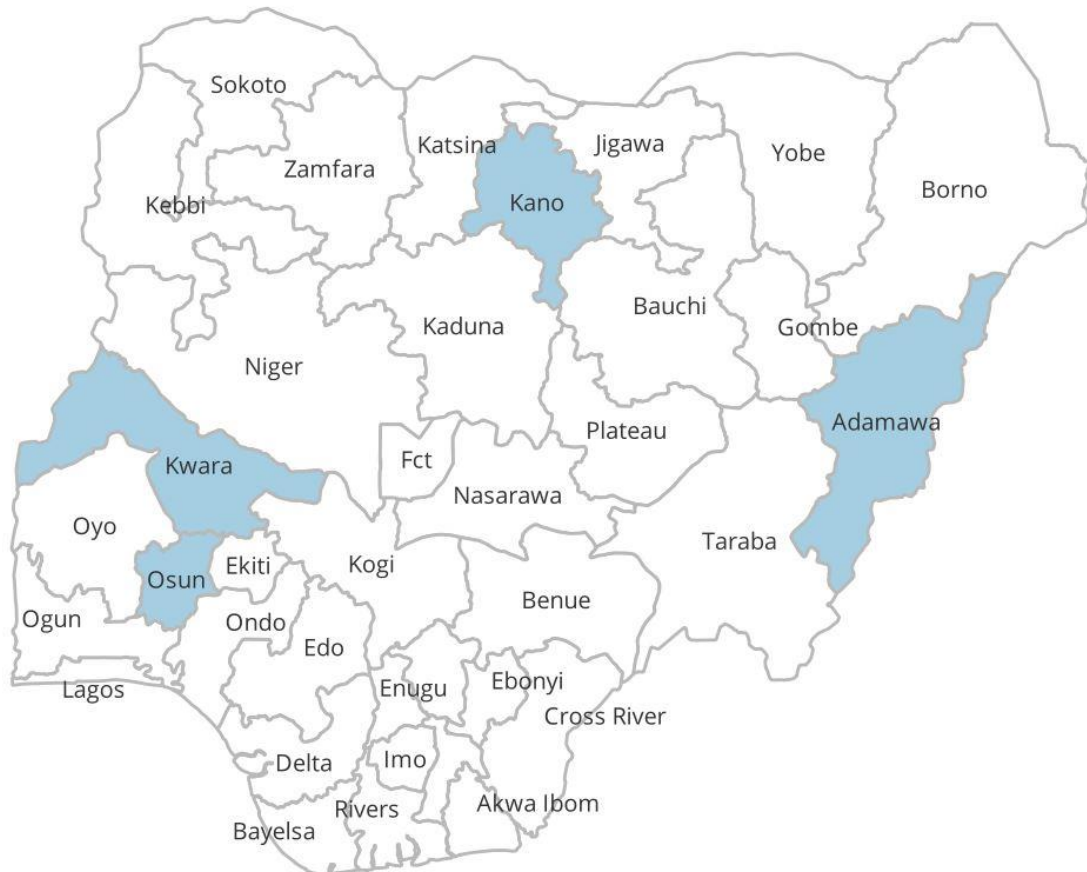 Sokoto
Katsina
Jigawa
Yobe
Zamfara
Borno
Kebbi
Kano
Bauchi
Gombe
Kaduna
Niger
Adamawa
Plateau
Fct
Kwara
Nasarawa
Oyo
Taraba
Kogi
Ekiti
Osun
Benue
Ogun
Ondo
Edo
Ebonyi
Enugu
Lagos
Cross River
Imo
Delta
Akwa Ibom
Rivers
Bayelsa